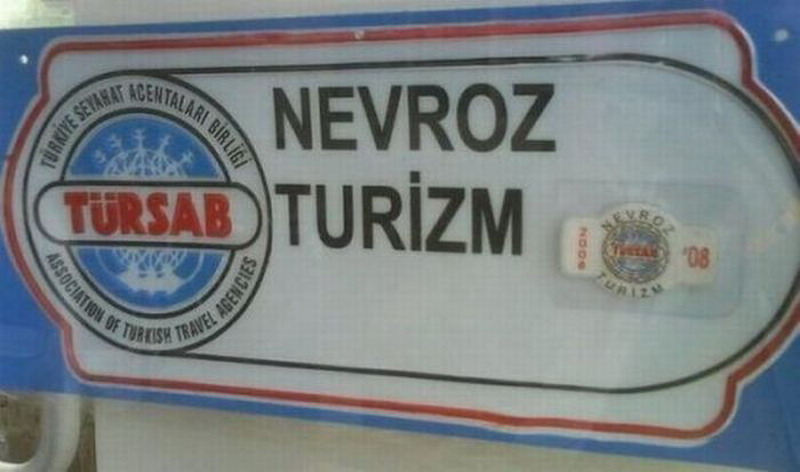 TÜRKİYE SEYAHAT ACENTALARI BİRLİĞİ
TÜRSAB
ASSOCIATION OF TURKISH TRAVEL AGENCIES
NEVROZ
TURİZM
NEVROZ
2008
TÜRSAB
'08
TURİZM